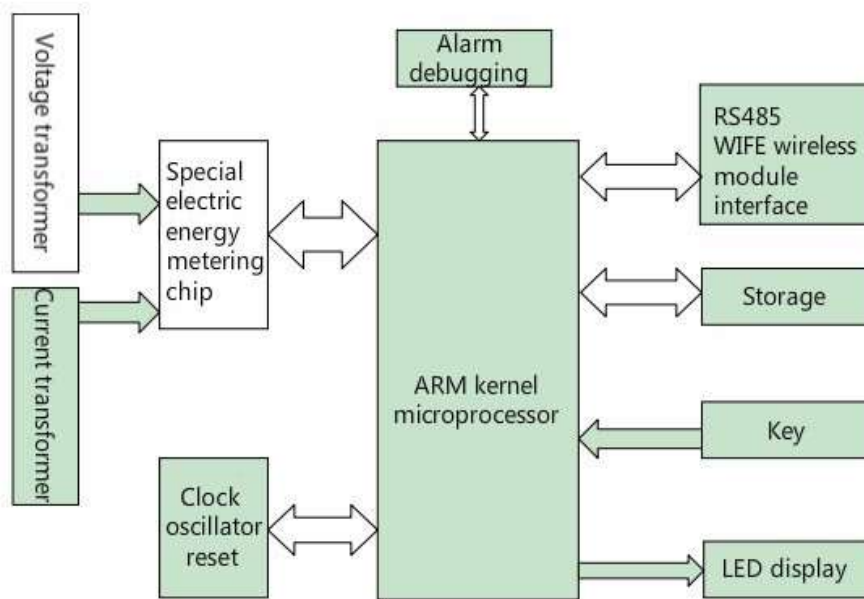 Voltage transformer
Current transformer
Special
electric
energy
metering
chip
Clock
oscillator
reset
Alarm
debugging
ARM kernel
microprocessor
RS485
WIFE wireless
module
interface
Storage
Key
LED display